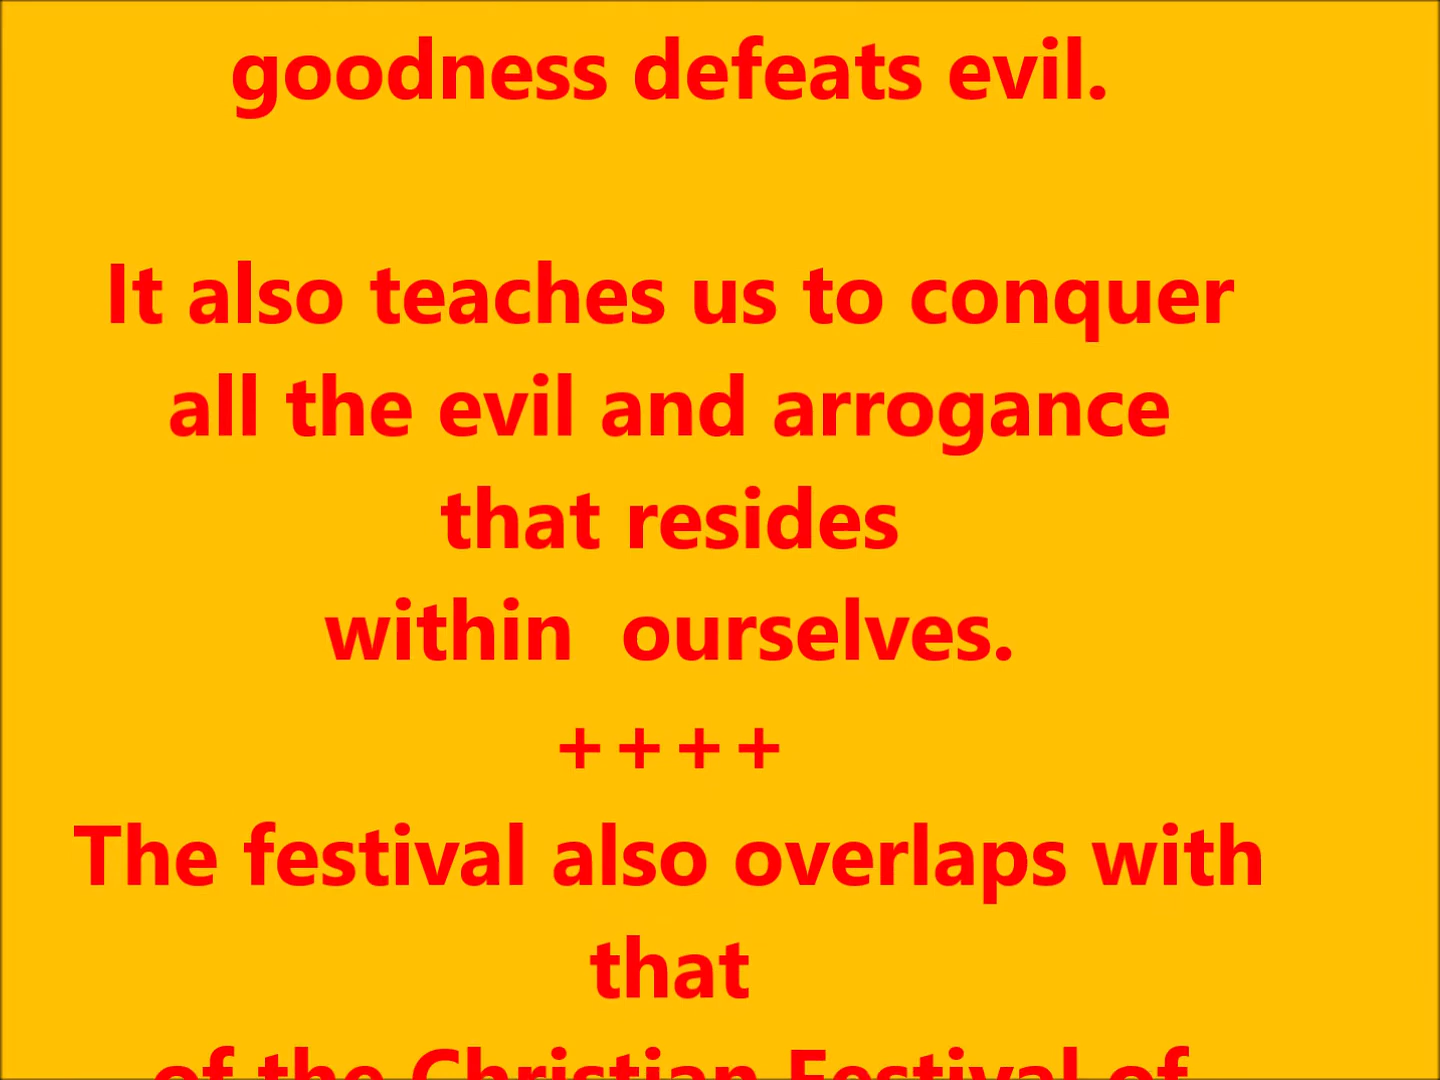 goodness defeats evil.
It also teaches us to conquer
all the evil and arrogance
that resides
within  ourselves.
++++
The festival also overlaps with
that
of the Christian Festival of